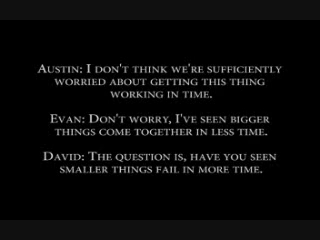 Austin: I don't think we're sufficiently
worried about getting this thing
working in time.
Evan: Don't worry, I've seen bigger
things come together in less time.
David: The question is, have you seen
smaller things fail in more time.